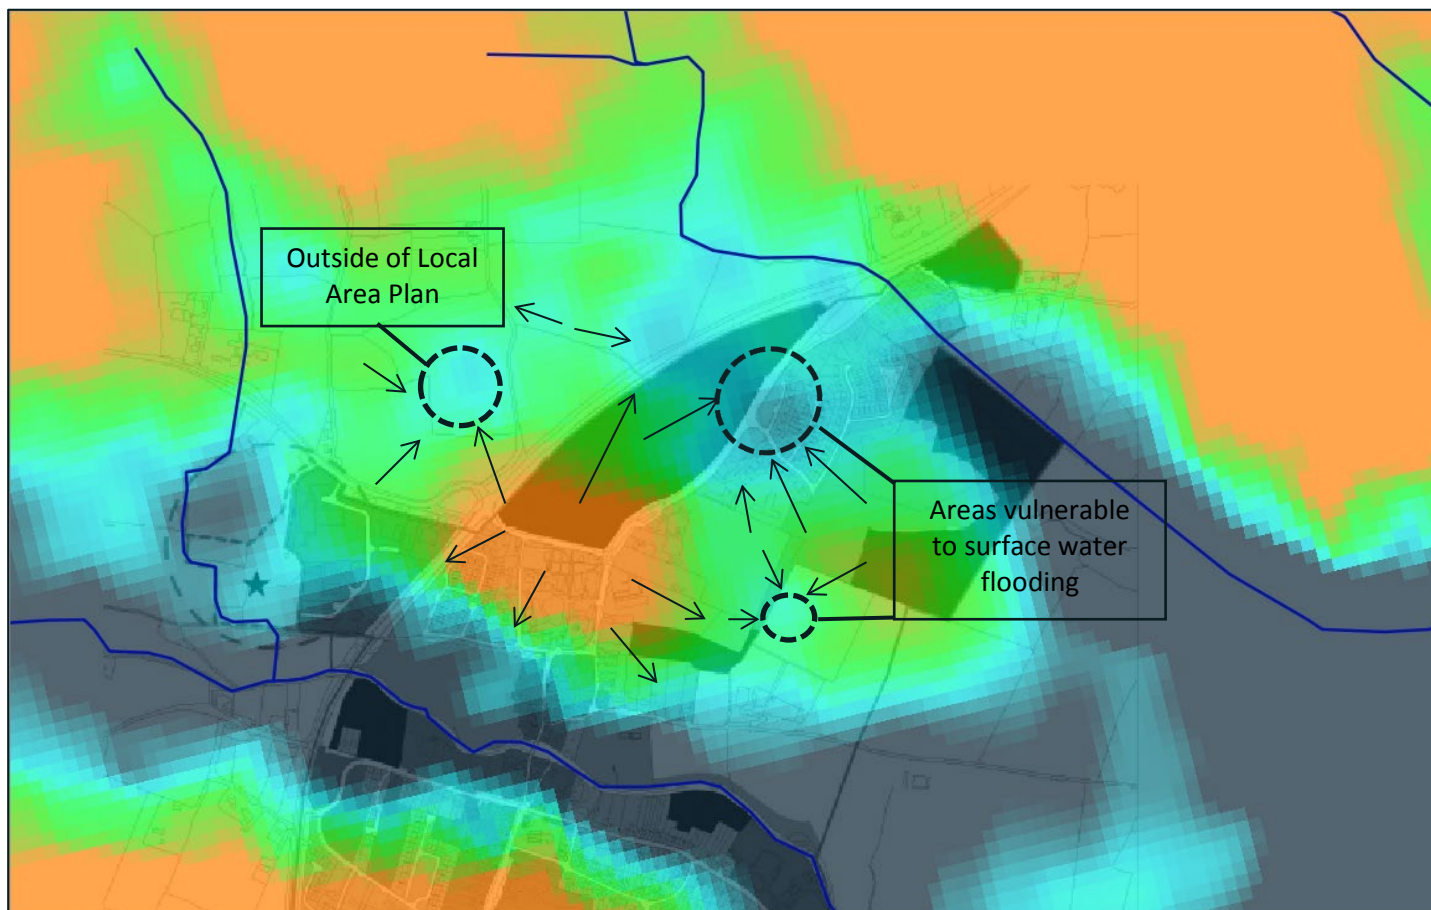 Outside of Local
Area Plan
Areas vulnerable
to surface water
flooding